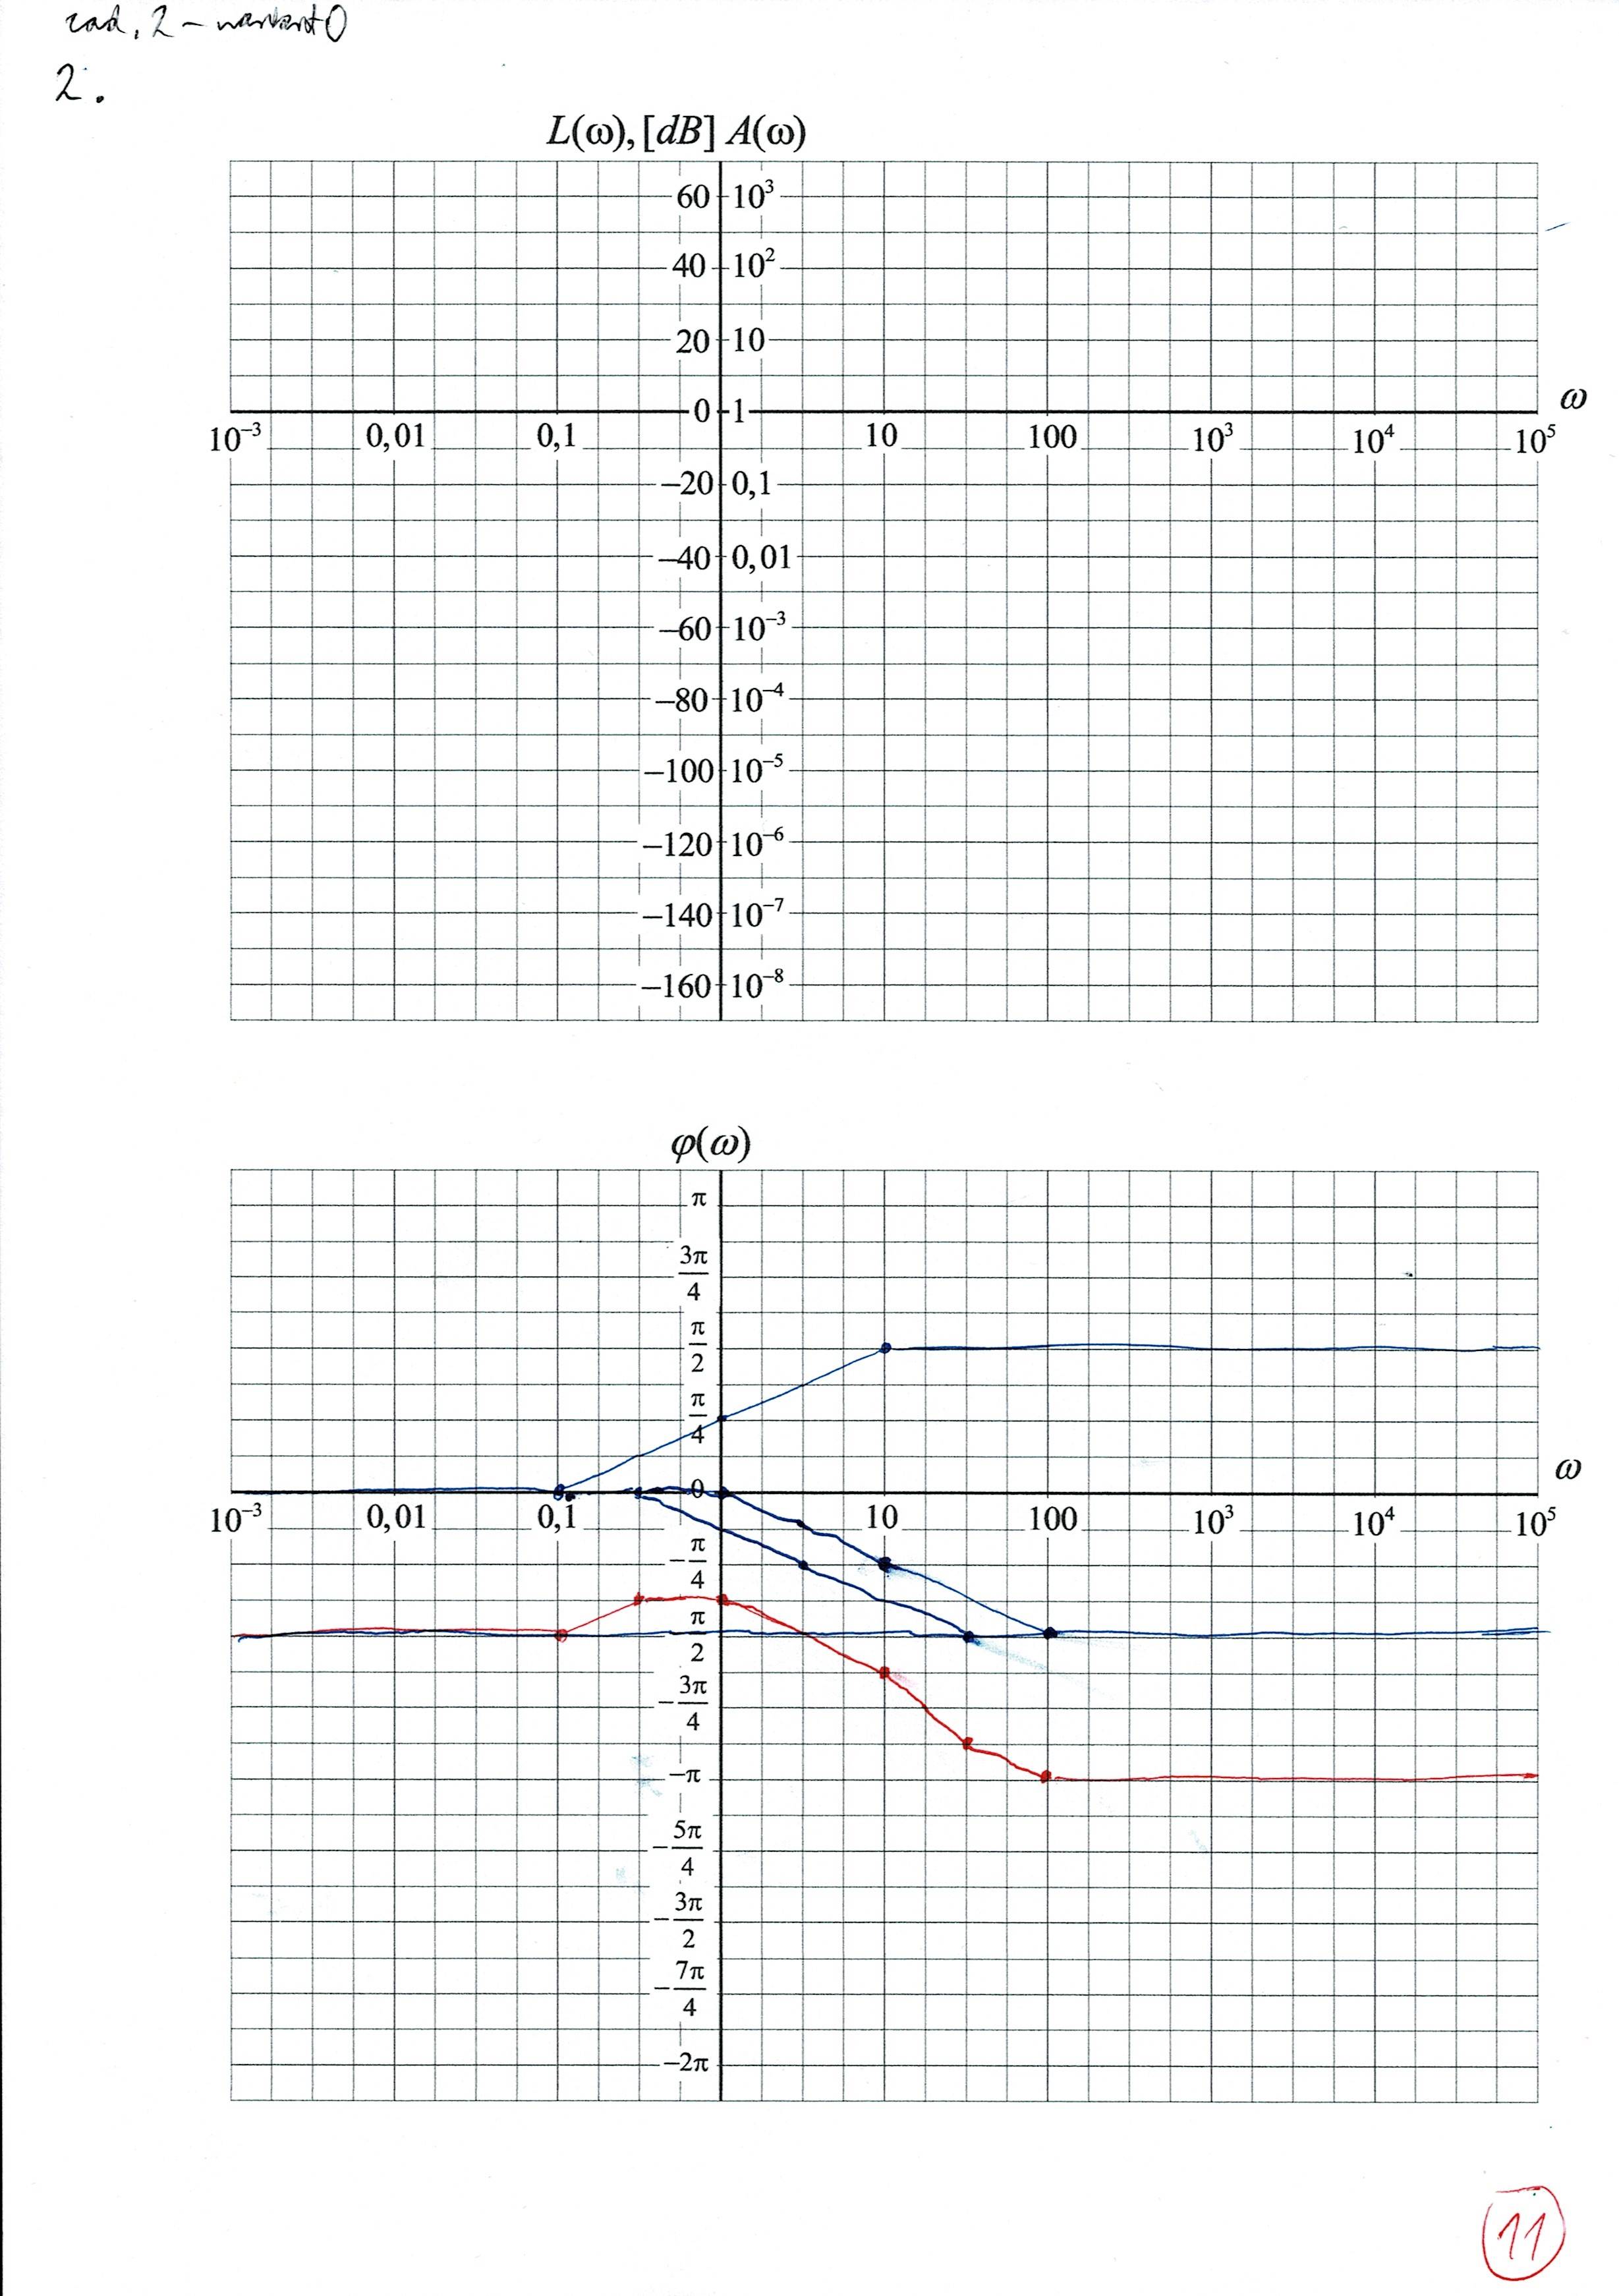 zad. 2 - wariant 0
2.
L(ω), [dB] A(ω)
60 10³
40 10²
20 10
0 1 ω
10⁻³ 0,01 0,1 10 100 10³ 10⁴ 10⁵
−20 0,1
−40 0,01
−60 10⁻³
−80 10⁻⁴
−100 10⁻⁵
−120 10⁻⁶
−140 10⁻⁷
−160 10⁻⁸
φ(ω)
π
3π/4
π/2
π/4
0 ω
10⁻³ 0,01 0,1 10 100 10³ 10⁴ 10⁵
−π/4
π/2
−3π/4
−π
−5π/4
−3π/2
−7π/4
−2π
11